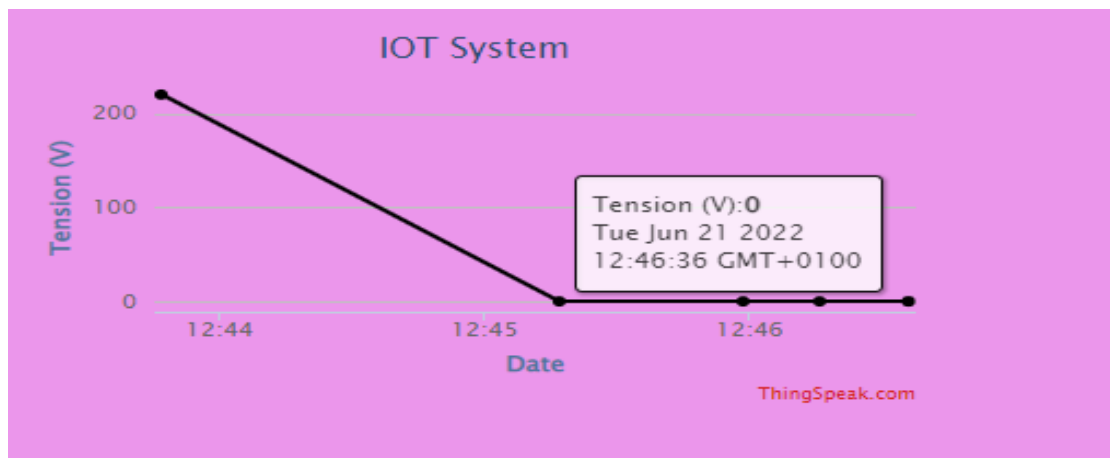 IOT System
Tension (V)
200
100
0
Tension (V):0
Tue Jun 21 2022
12:46:36 GMT+0100
12:44
12:45
12:46
Date
ThingSpeak.com